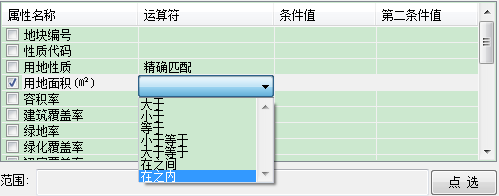 属性名称 运算符 条件值 第二条件值
地块编号
性质代码
用地性质 精确匹配
用地面积(㎡)
容积率 大于
小于
建筑覆盖率 等于
绿地率 小于等于
大于等于
绿化覆盖率 在之间
在之内
范围: 点 选